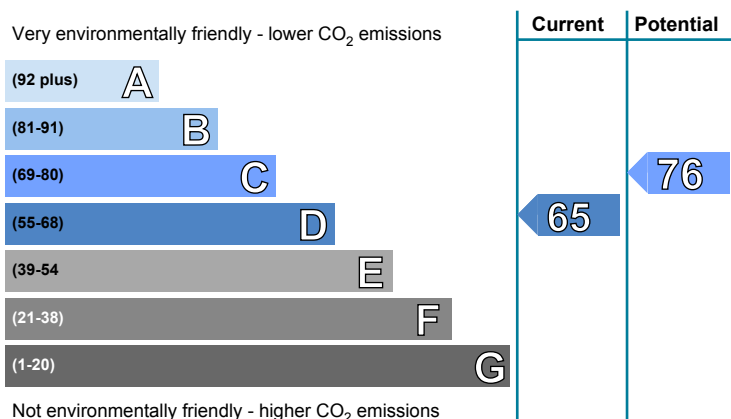 Current Potential
Very environmentally friendly - lower CO2 emissions
(92 plus) A
(81-91) B
(69-80) C
76
(55-68) D
65
(39-54 E
(21-38) F
(1-20) G
Not environmentally friendly - higher CO2 emissions